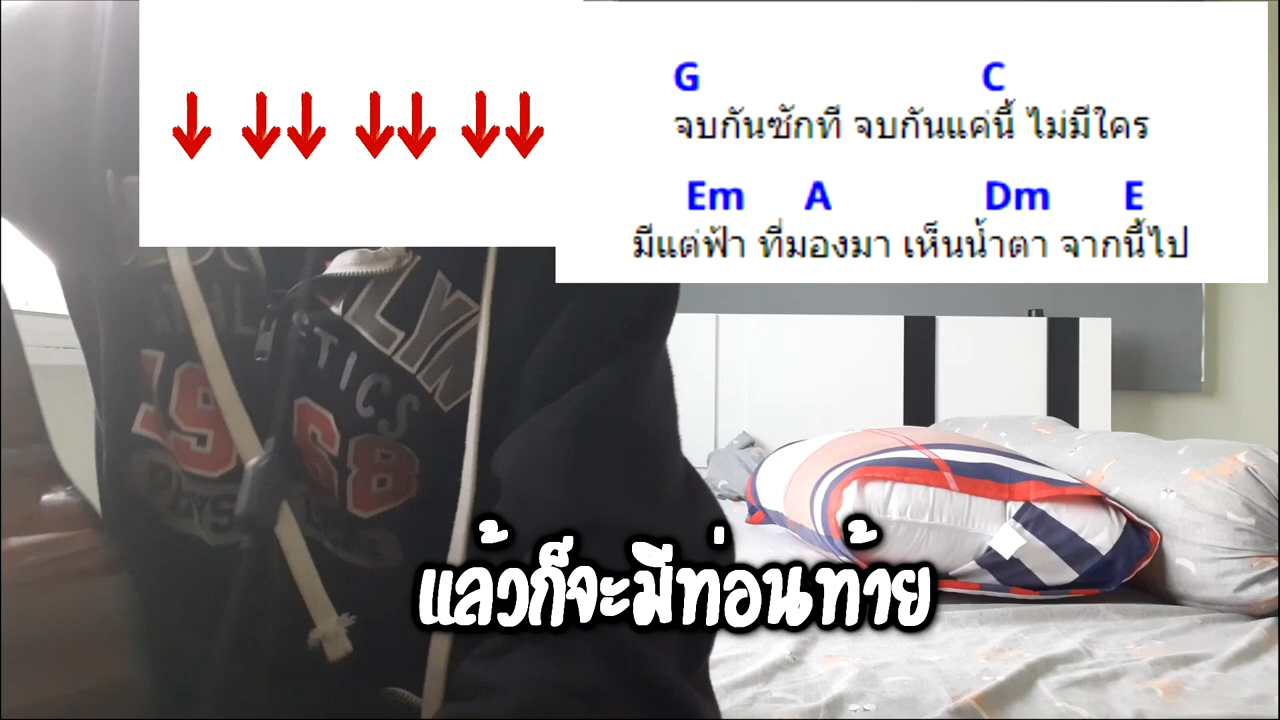 G C
จบกันซักที จบกันแค่นี้ ไม่มีใคร
Em A Dm E
มีแต่ฟ้า ที่มองมา เห็นน้ำตา จากนี้ไป
ATHLETICS
1968
แล้วก็จะมีท่อนท้าย